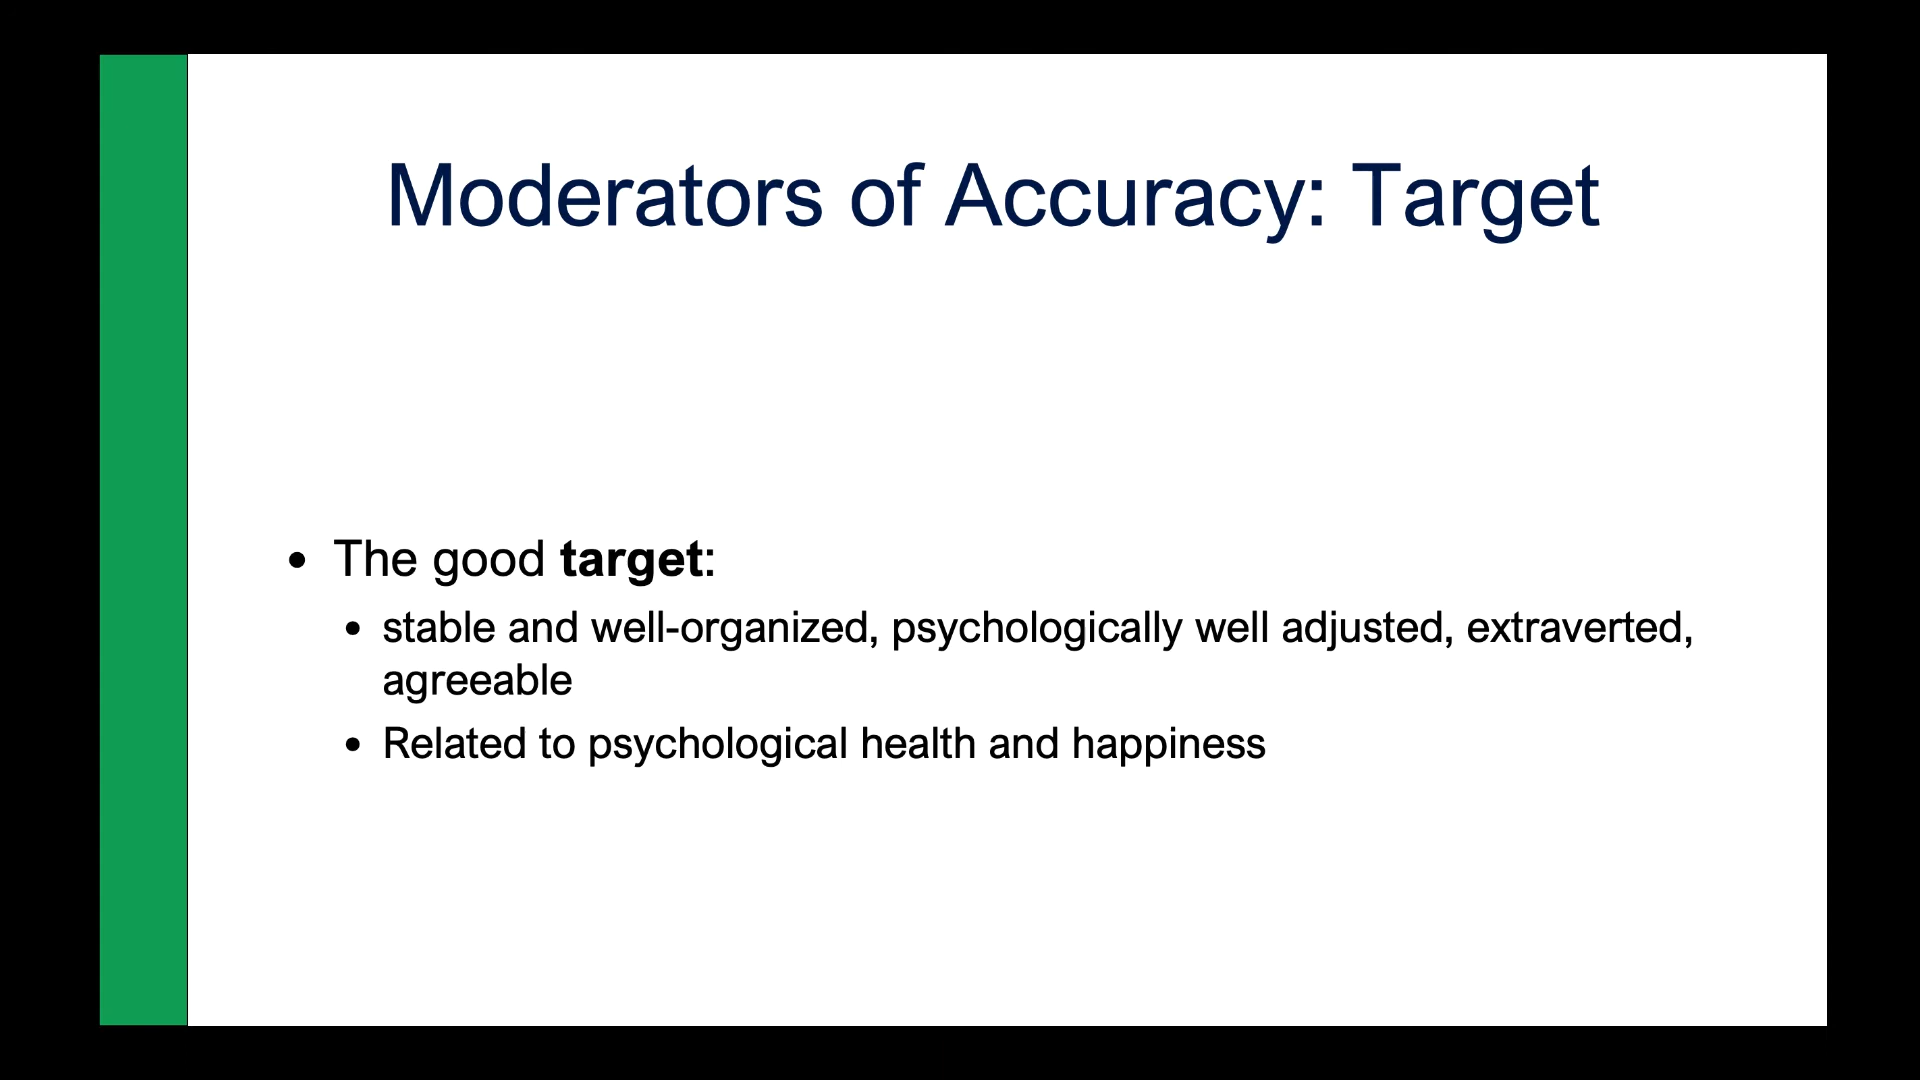 Moderators of Accuracy: Target
• The good target:
• stable and well-organized, psychologically well adjusted, extraverted,
agreeable
• Related to psychological health and happiness